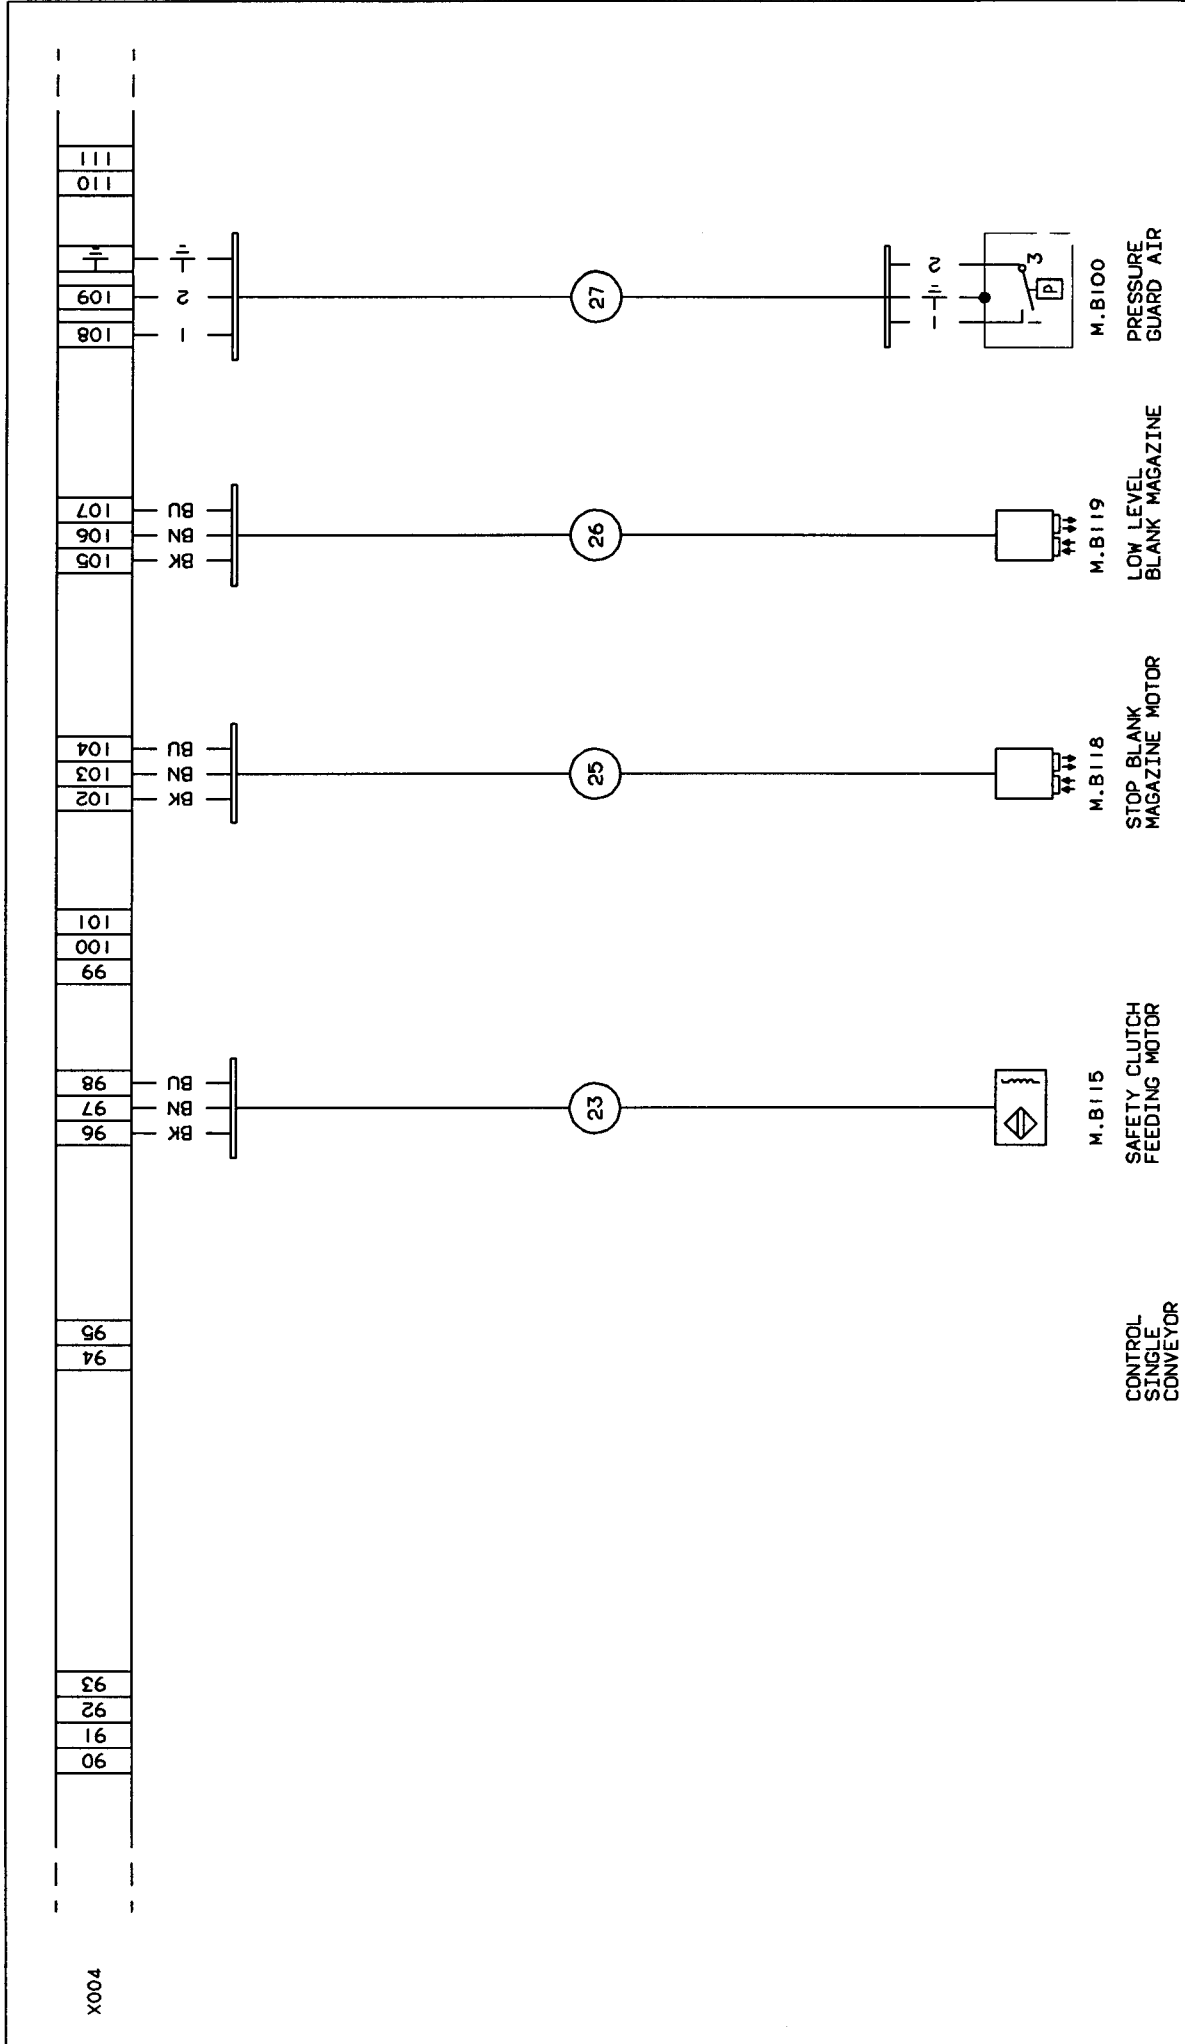 X004
90
91
92
93
94
95
96
97
98
99
100
101
102
103
104
105
106
107
108
109
110
111
BK
BN
BU
BK
BN
BU
BK
BN
BU
1
2
23
25
26
27
1
2
3
P
M.B115
M.B118
M.B119
M.B100
CONTROL
SINGLE
CONVEYOR
SAFETY CLUTCH
FEEDING MOTOR
STOP BLANK
MAGAZINE MOTOR
LOW LEVEL
BLANK MAGAZINE
PRESSURE
GUARD AIR